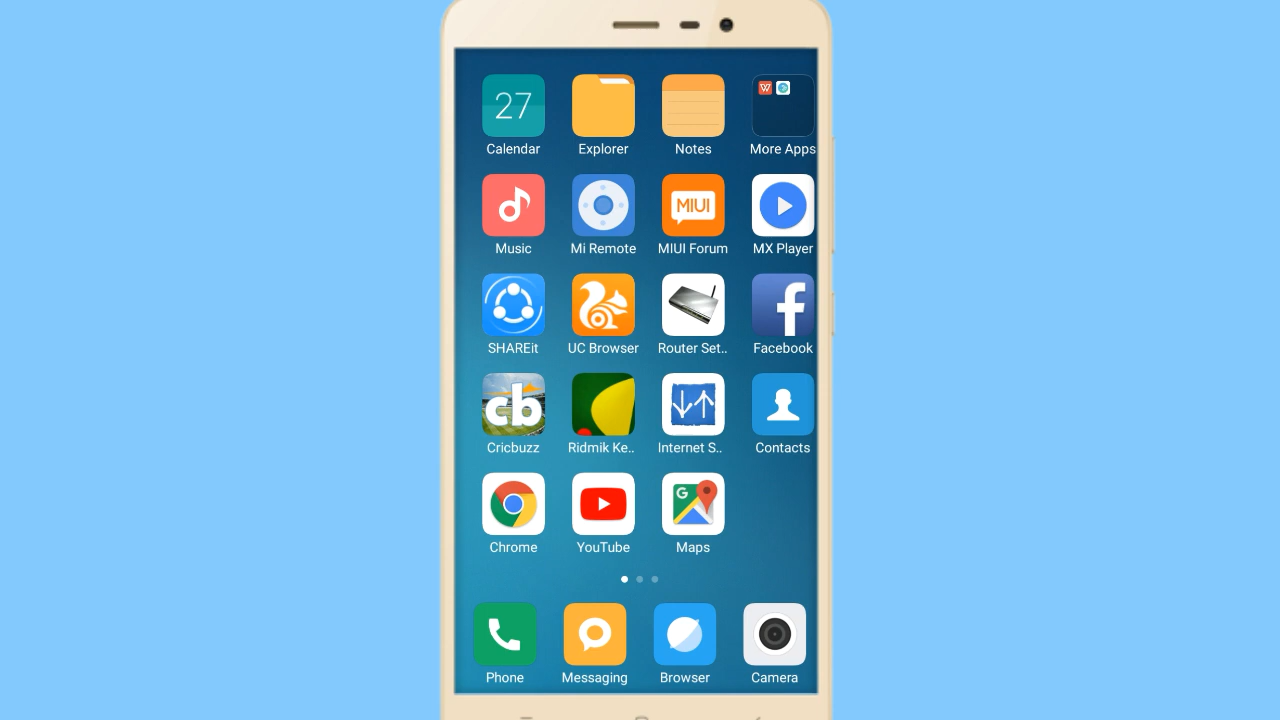 27
Calendar Explorer Notes More Apps
W
MIUI
Music Mi Remote MIUI Forum MX Player
f
SHAREit UC Browser Router Set.. Facebook
cb
Cricbuzz Ridmik Ke.. Internet S.. Contacts
G
Chrome YouTube Maps
Phone Messaging Browser Camera